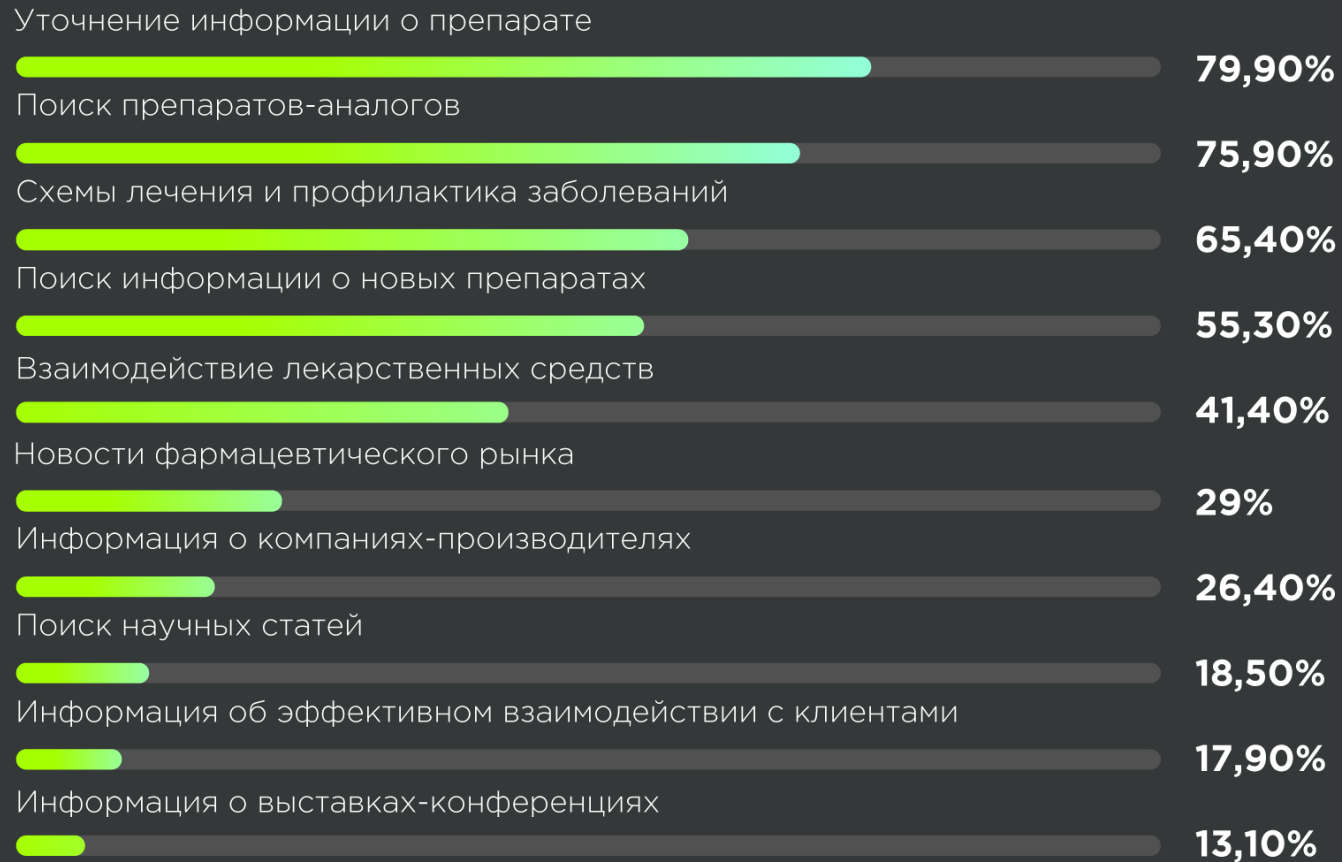 Уточнение информации о препарате
79,90%
Поиск препаратов-аналогов
75,90%
Схемы лечения и профилактика заболеваний
65,40%
Поиск информации о новых препаратах
55,30%
Взаимодействие лекарственных средств
41,40%
Новости фармацевтического рынка
29%
Информация о компаниях-производителях
26,40%
Поиск научных статей
18,50%
Информация об эффективном взаимодействии с клиентами
17,90%
Информация о выставках-конференциях
13,10%